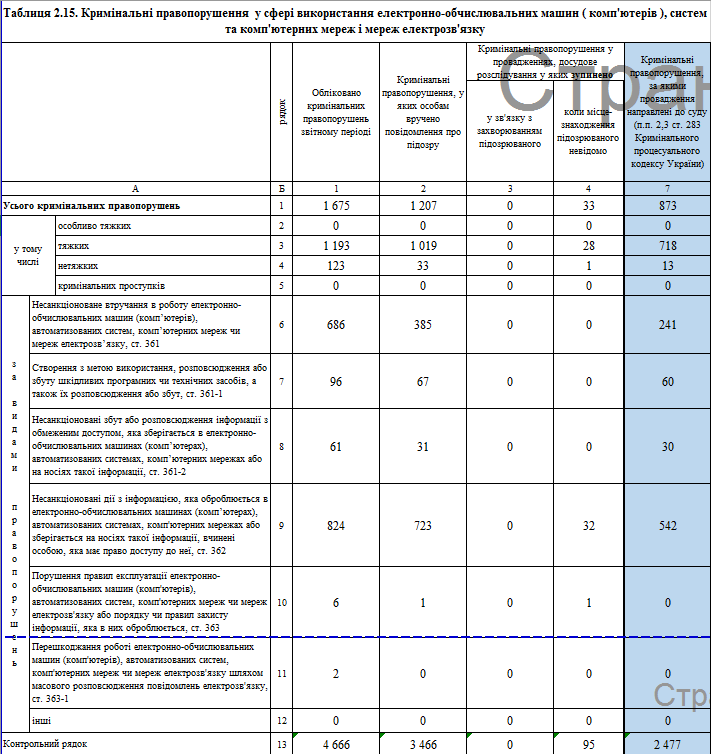 Таблиця 2.15. Кримінальні правопорушення у сфері використання електронно-обчислювальних машин ( комп'ютерів ), систем
та комп'ютерних мереж і мереж електрозв'язку
рядок
Обліковано
кримінальних
правопорушень
звітному періоді
Кримінальні
правопорушення, у
яких особам
вручено
повідомлення про
підозру
Кримінальні правопорушення у
провадженнях, досудове
розслідування у яких зупинено
у зв'язку з
захворюванням
підозрюваного
коли місце-
знаходження
підозрюваного
невідомо
Кримінальні
правопорушення,
за якими
провадження
направлені до суду
(п.п. 2,3 ст. 283
Кримінального
процесуального
кодексу України)
Стран
А Б 1 2 3 4 7
Усього кримінальних правопорушень 1 1 675 1 207 0 33 873
у тому
числі
особливо тяжких 2 0 0 0 0 0
тяжких 3 1 193 1 019 0 28 718
нетяжких 4 123 33 0 1 13
кримінальних проступків 5 0 0 0 0 0
за видами правопорушень
Несанкціоноване втручання в роботу електронно-
обчислювальних машин (комп'ютерів),
автоматизованих систем, комп'ютерних мереж чи
мереж електрозв'язку, ст. 361
6 686 385 0 0 241
Створення з метою використання, розповсюдження або
збуту шкідливих програмних чи технічних засобів, а
також їх розповсюдження або збут, ст. 361-1
7 96 67 0 0 60
Несанкціоновані збут або розповсюдження інформації з
обмеженим доступом, яка зберігається в електронно-
обчислювальних машинах (комп'ютерах),
автоматизованих системах, комп'ютерних мережах або
на носіях такої інформації, ст. 361-2
8 61 31 0 0 30
Несанкціоновані дії з інформацією, яка оброблюється в
електронно-обчислювальних машинах (комп'ютерах),
автоматизованих системах, комп'ютерних мережах або
зберігається на носіях такої інформації, вчинені
особою, яка має право доступу до неї, ст. 362
9 824 723 0 32 542
Порушення правил експлуатації електронно-
обчислювальних машин (комп'ютерів),
автоматизованих систем, комп'ютерних мереж чи мереж
електрозв'язку або порядку чи правил захисту
інформації, яка в них оброблюється, ст. 363
10 6 1 0 1 0
Перешкоджання роботі електронно-обчислювальних
машин (комп'ютерів), автоматизованих систем,
комп'ютерних мереж чи мереж електрозв'язку шляхом
масового розповсюдження повідомлень електрозв'язку,
ст. 363-1
11 2 0 0 0 0
Стра
інші 12 0 0 0 0 0
Контрольний рядок 13 4 666 3 466 0 95 2 477